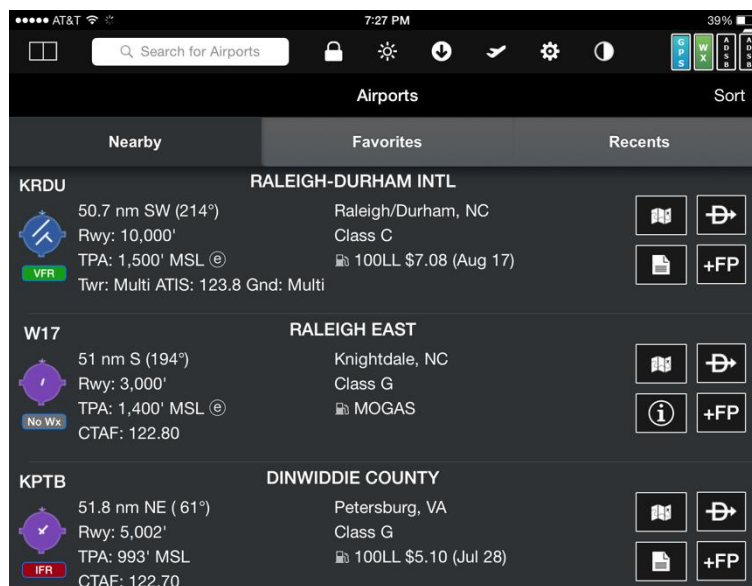 AT&T 7:27 PM 39%
Search for Airports GPS WX ADSB ADSB
Airports Sort
Nearby Favorites Recents
KRDU RALEIGH-DURHAM INTL
50.7 nm SW (214°) Raleigh/Durham, NC
Rwy: 10,000' Class C
TPA: 1,500' MSL ⓔ 100LL $7.08 (Aug 17)
VFR
Twr: Multi ATIS: 123.8 Gnd: Multi
D
+FP
W17 RALEIGH EAST
51 nm S (194°) Knightdale, NC
Rwy: 3,000' Class G
TPA: 1,400' MSL ⓔ MOGAS
No Wx
CTAF: 122.80
D
i +FP
KPTB DINWIDDIE COUNTY
51.8 nm NE ( 61°) Petersburg, VA
Rwy: 5,002' Class G
TPA: 993' MSL 100LL $5.10 (Jul 28)
IFR
CTAF: 122.70
D
+FP